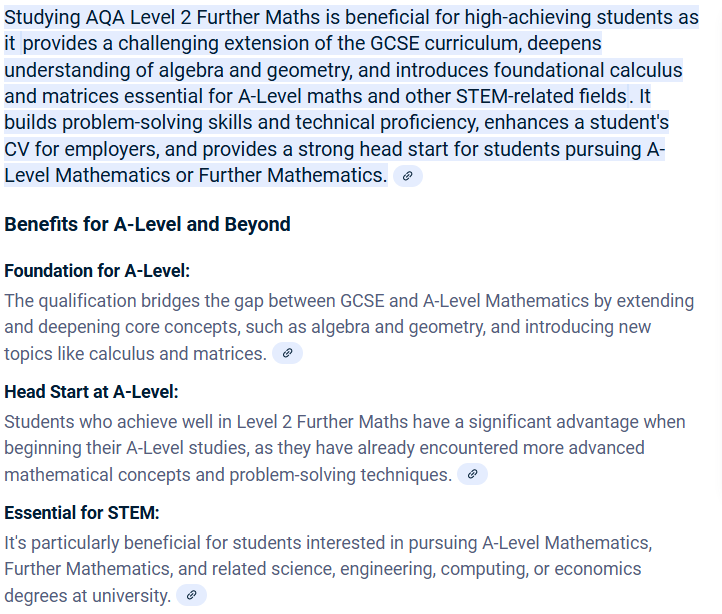 Studying AQA Level 2 Further Maths is beneficial for high-achieving students as
it provides a challenging extension of the GCSE curriculum, deepens
understanding of algebra and geometry, and introduces foundational calculus
and matrices essential for A-Level maths and other STEM-related fields. It
builds problem-solving skills and technical proficiency, enhances a student's
CV for employers, and provides a strong head start for students pursuing A-
Level Mathematics or Further Mathematics.
Benefits for A-Level and Beyond
Foundation for A-Level:
The qualification bridges the gap between GCSE and A-Level Mathematics by extending
and deepening core concepts, such as algebra and geometry, and introducing new
topics like calculus and matrices.
Head Start at A-Level:
Students who achieve well in Level 2 Further Maths have a significant advantage when
beginning their A-Level studies, as they have already encountered more advanced
mathematical concepts and problem-solving techniques.
Essential for STEM:
It's particularly beneficial for students interested in pursuing A-Level Mathematics,
Further Mathematics, and related science, engineering, computing, or economics
degrees at university.